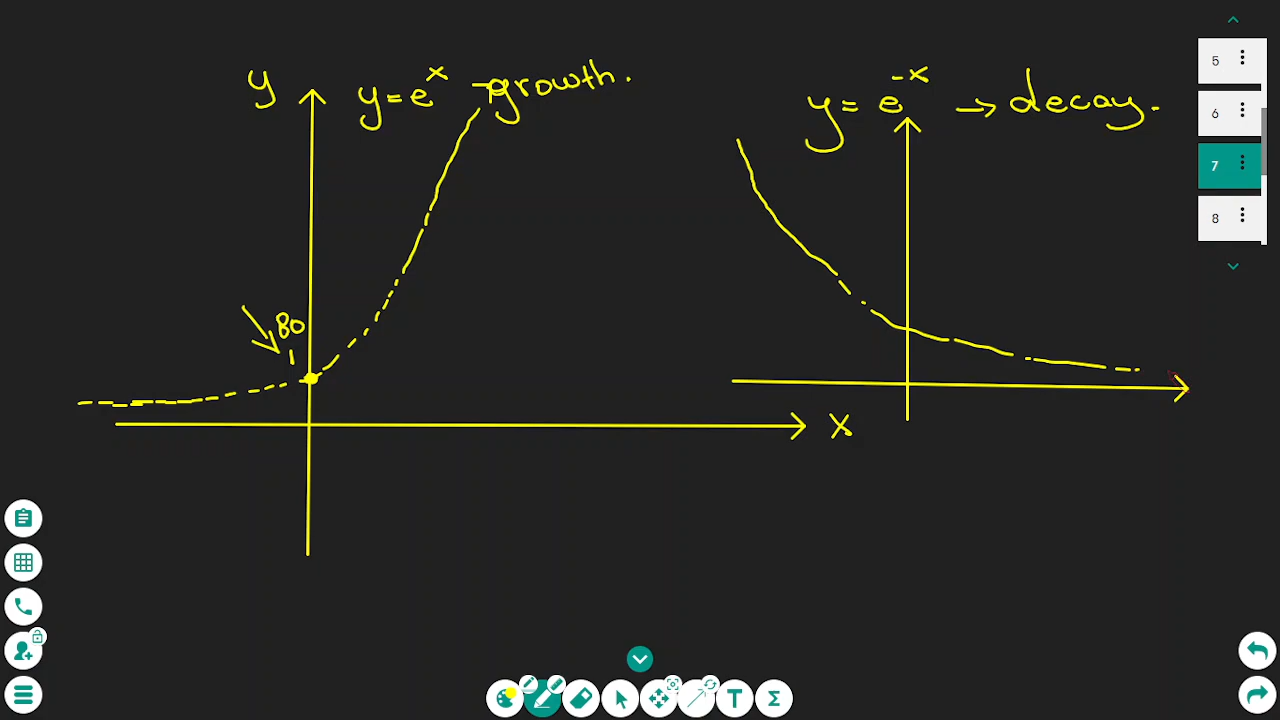 y
y=e^x → growth.
y= e^-x → decay.
80
x
5
6
7
8
T
Σ